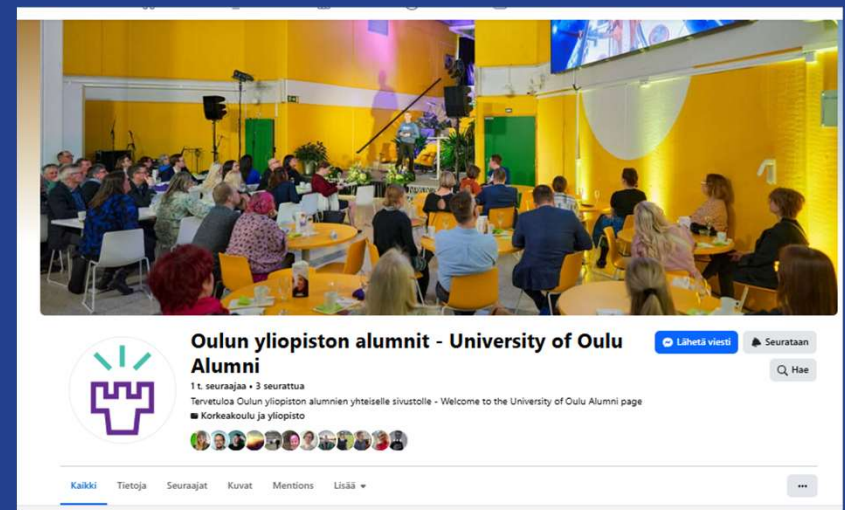 Oulun yliopiston alumnit - University of Oulu
Alumni
1 t. seuraajaa • 3 seurattua
Tervetuloa Oulun yliopiston alumnien yhteiselle sivustolle - Welcome to the University of Oulu Alumni page
Korkeakoulu ja yliopisto
Lähetä viesti
Seurataan
Hae
Kaikki
Tietoja
Seuraajat
Kuvat
Mentions
Lisää